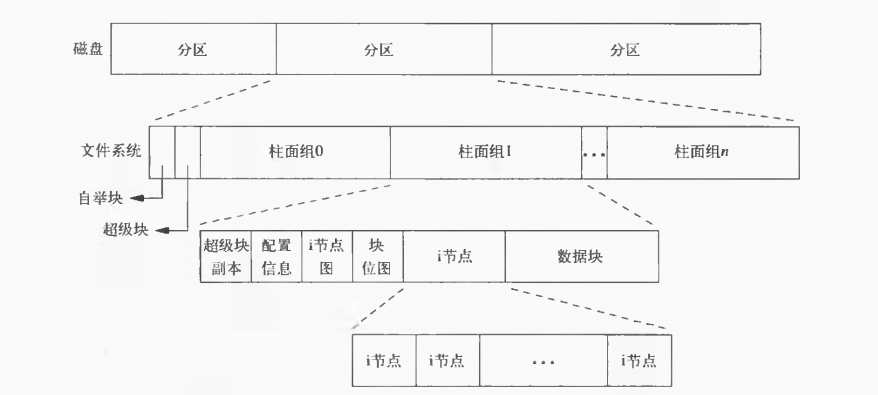 磁盘 分区 分区 分区
文件系统 柱面组0 柱面组1 ••• 柱面组n
自举块
超级块
超级块 配置 i节点 块 i节点 数据块
副本 信息 图 位图
i节点 i节点 ••• i节点